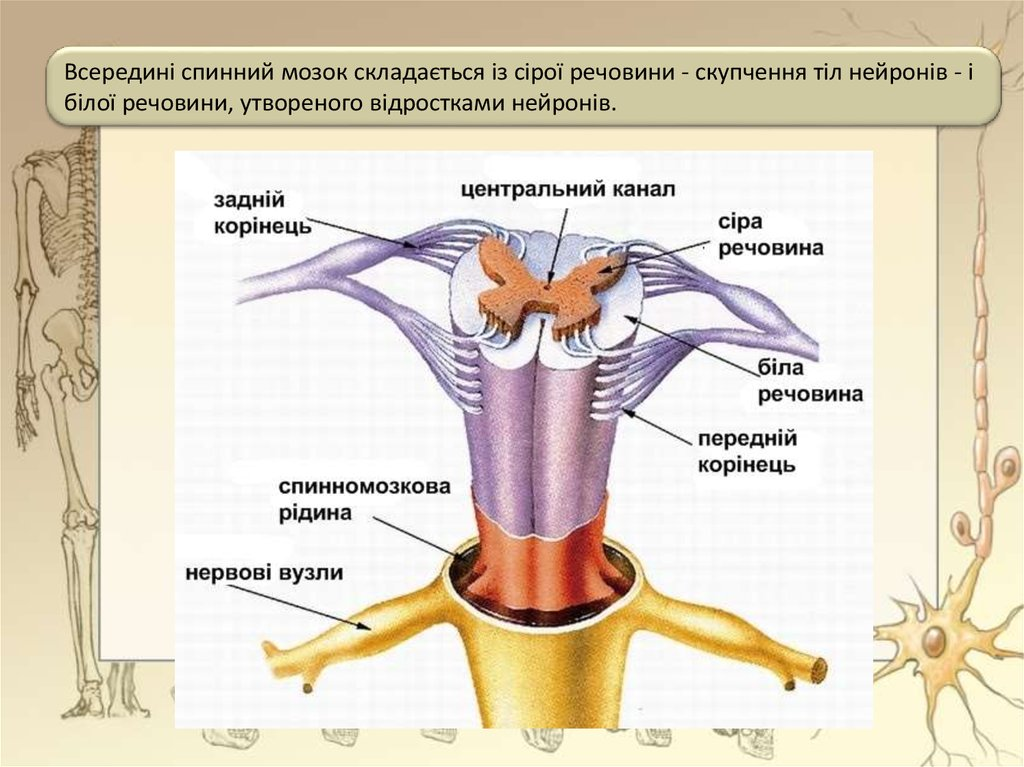 Всередині спинний мозок складається із сірої речовини - скупчення тіл нейронів - і
білої речовини, утвореного відростками нейронів.
центральний канал
задній
корінець
сіра
речовина
біла
речовина
передній
корінець
спинномозкова
рідина
нервові вузли